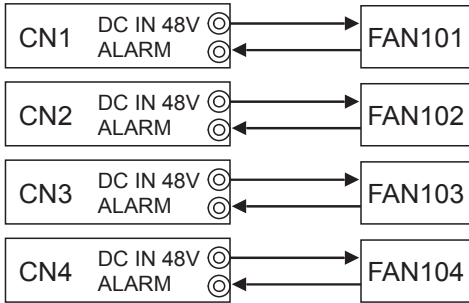 CN1 DC IN 48V FAN101
ALARM
CN2 DC IN 48V FAN102
ALARM
CN3 DC IN 48V FAN103
ALARM
CN4 DC IN 48V FAN104
ALARM